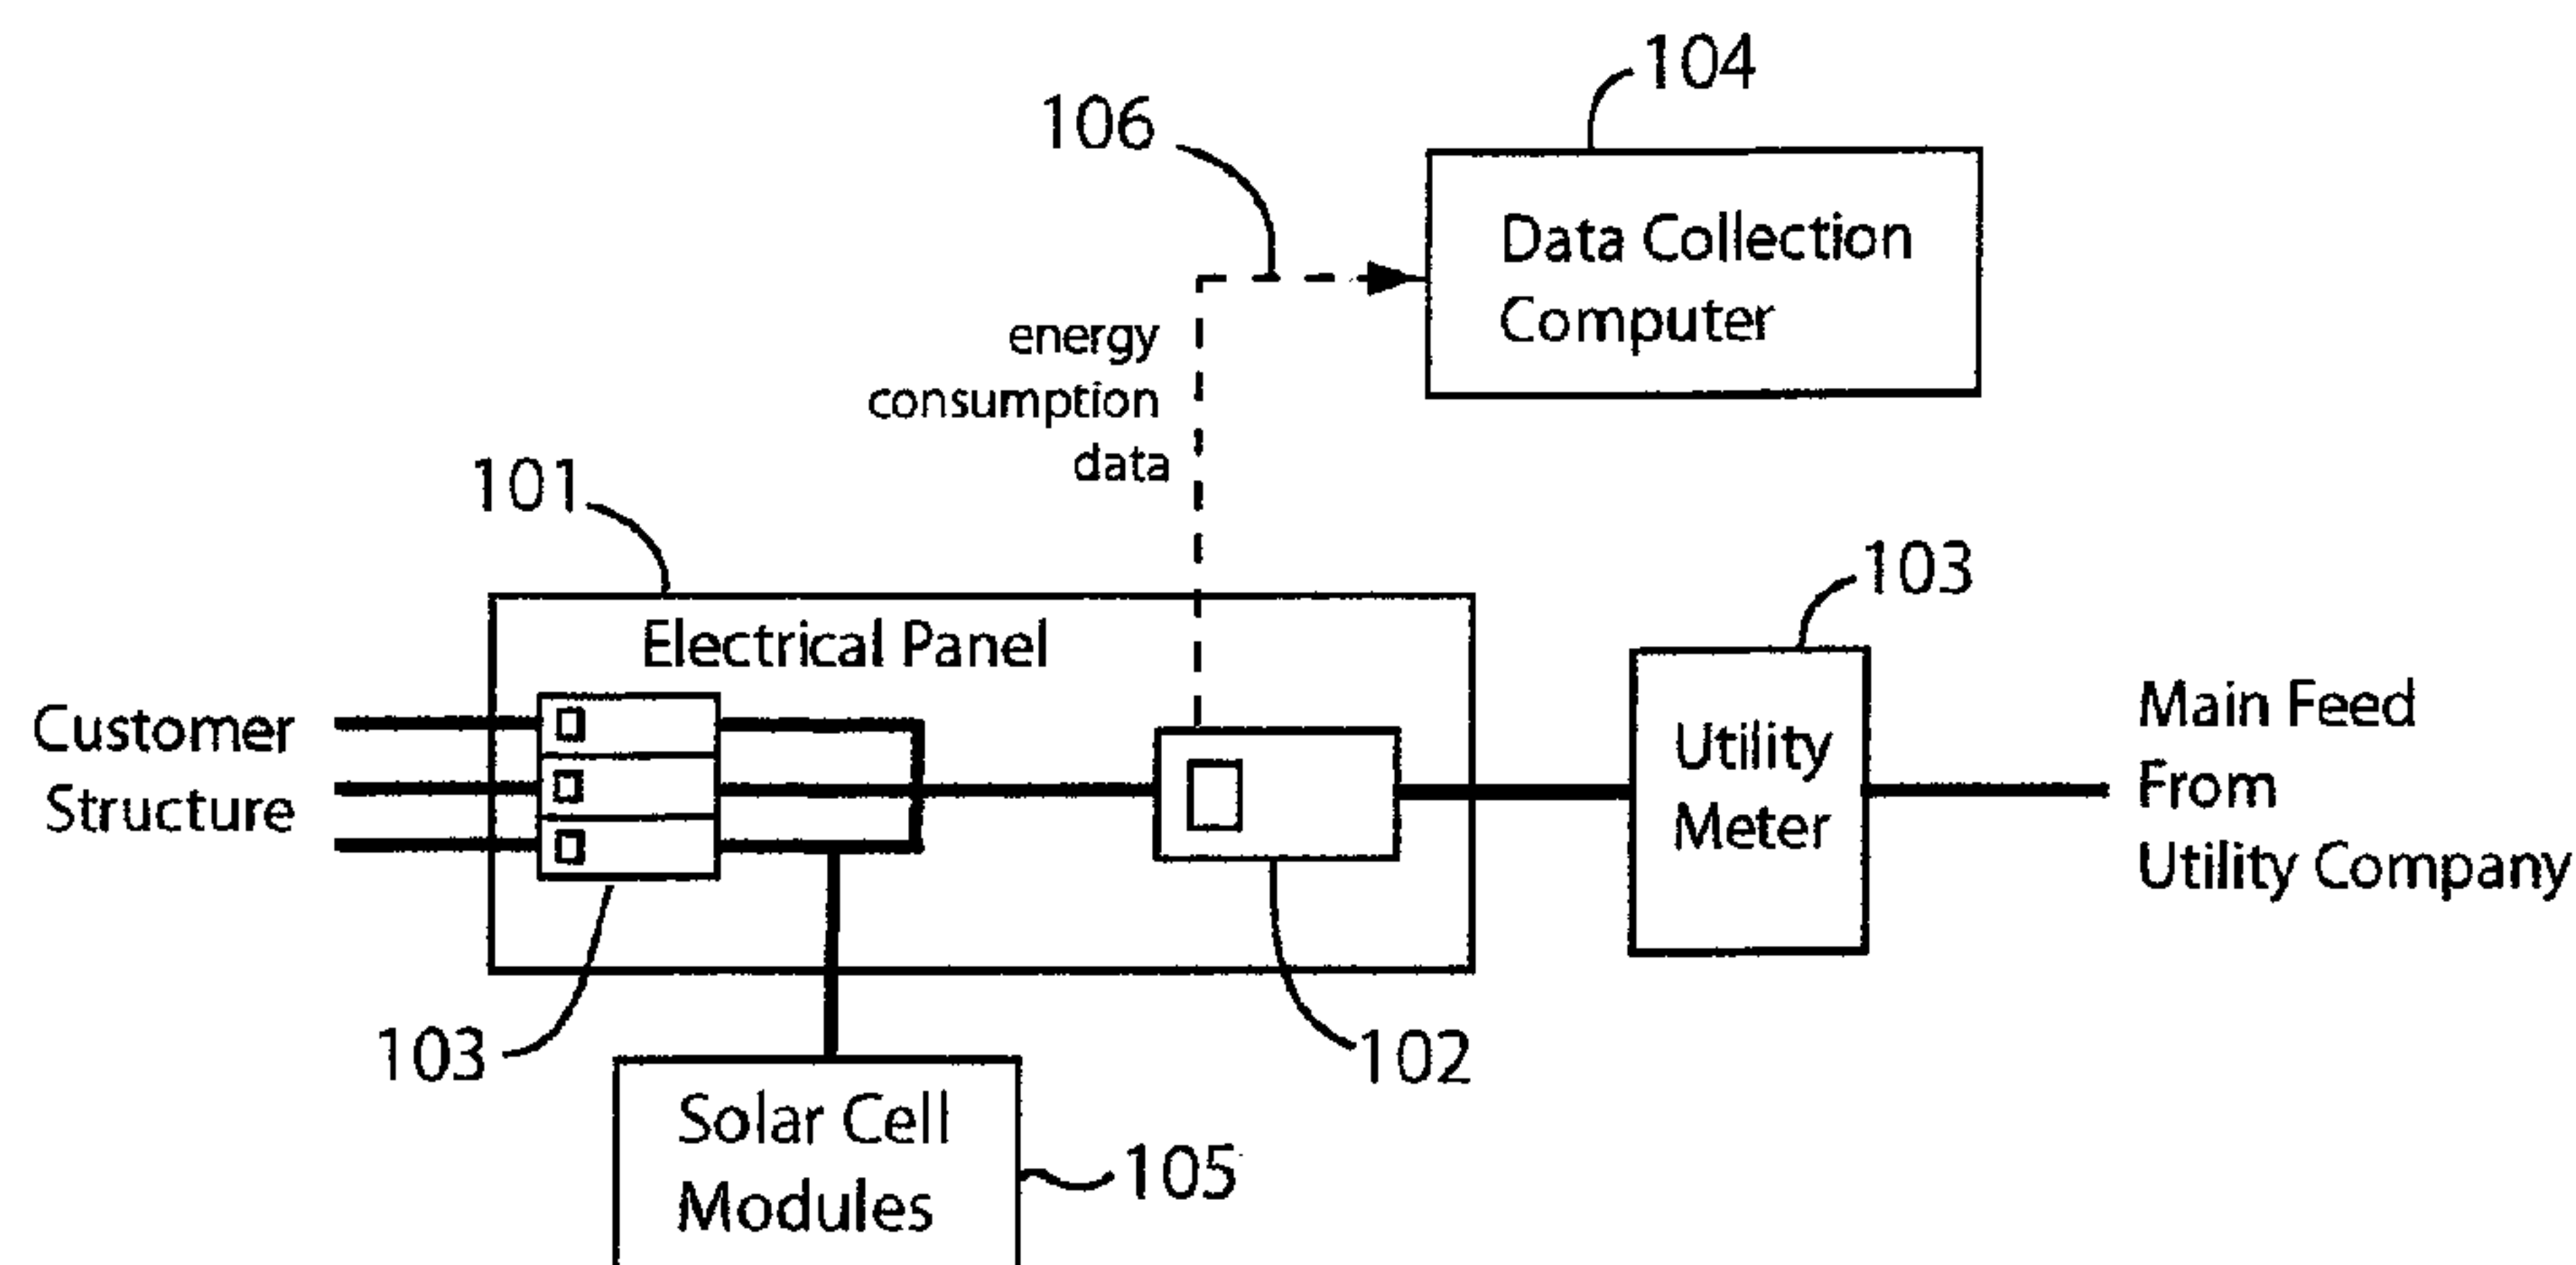 104
106
Data Collection
Computer
energy
consumption
data
101
103
Electrical Panel
Customer
Structure
Utility
Meter
Main Feed
From
Utility Company
103
102
Solar Cell
Modules
105